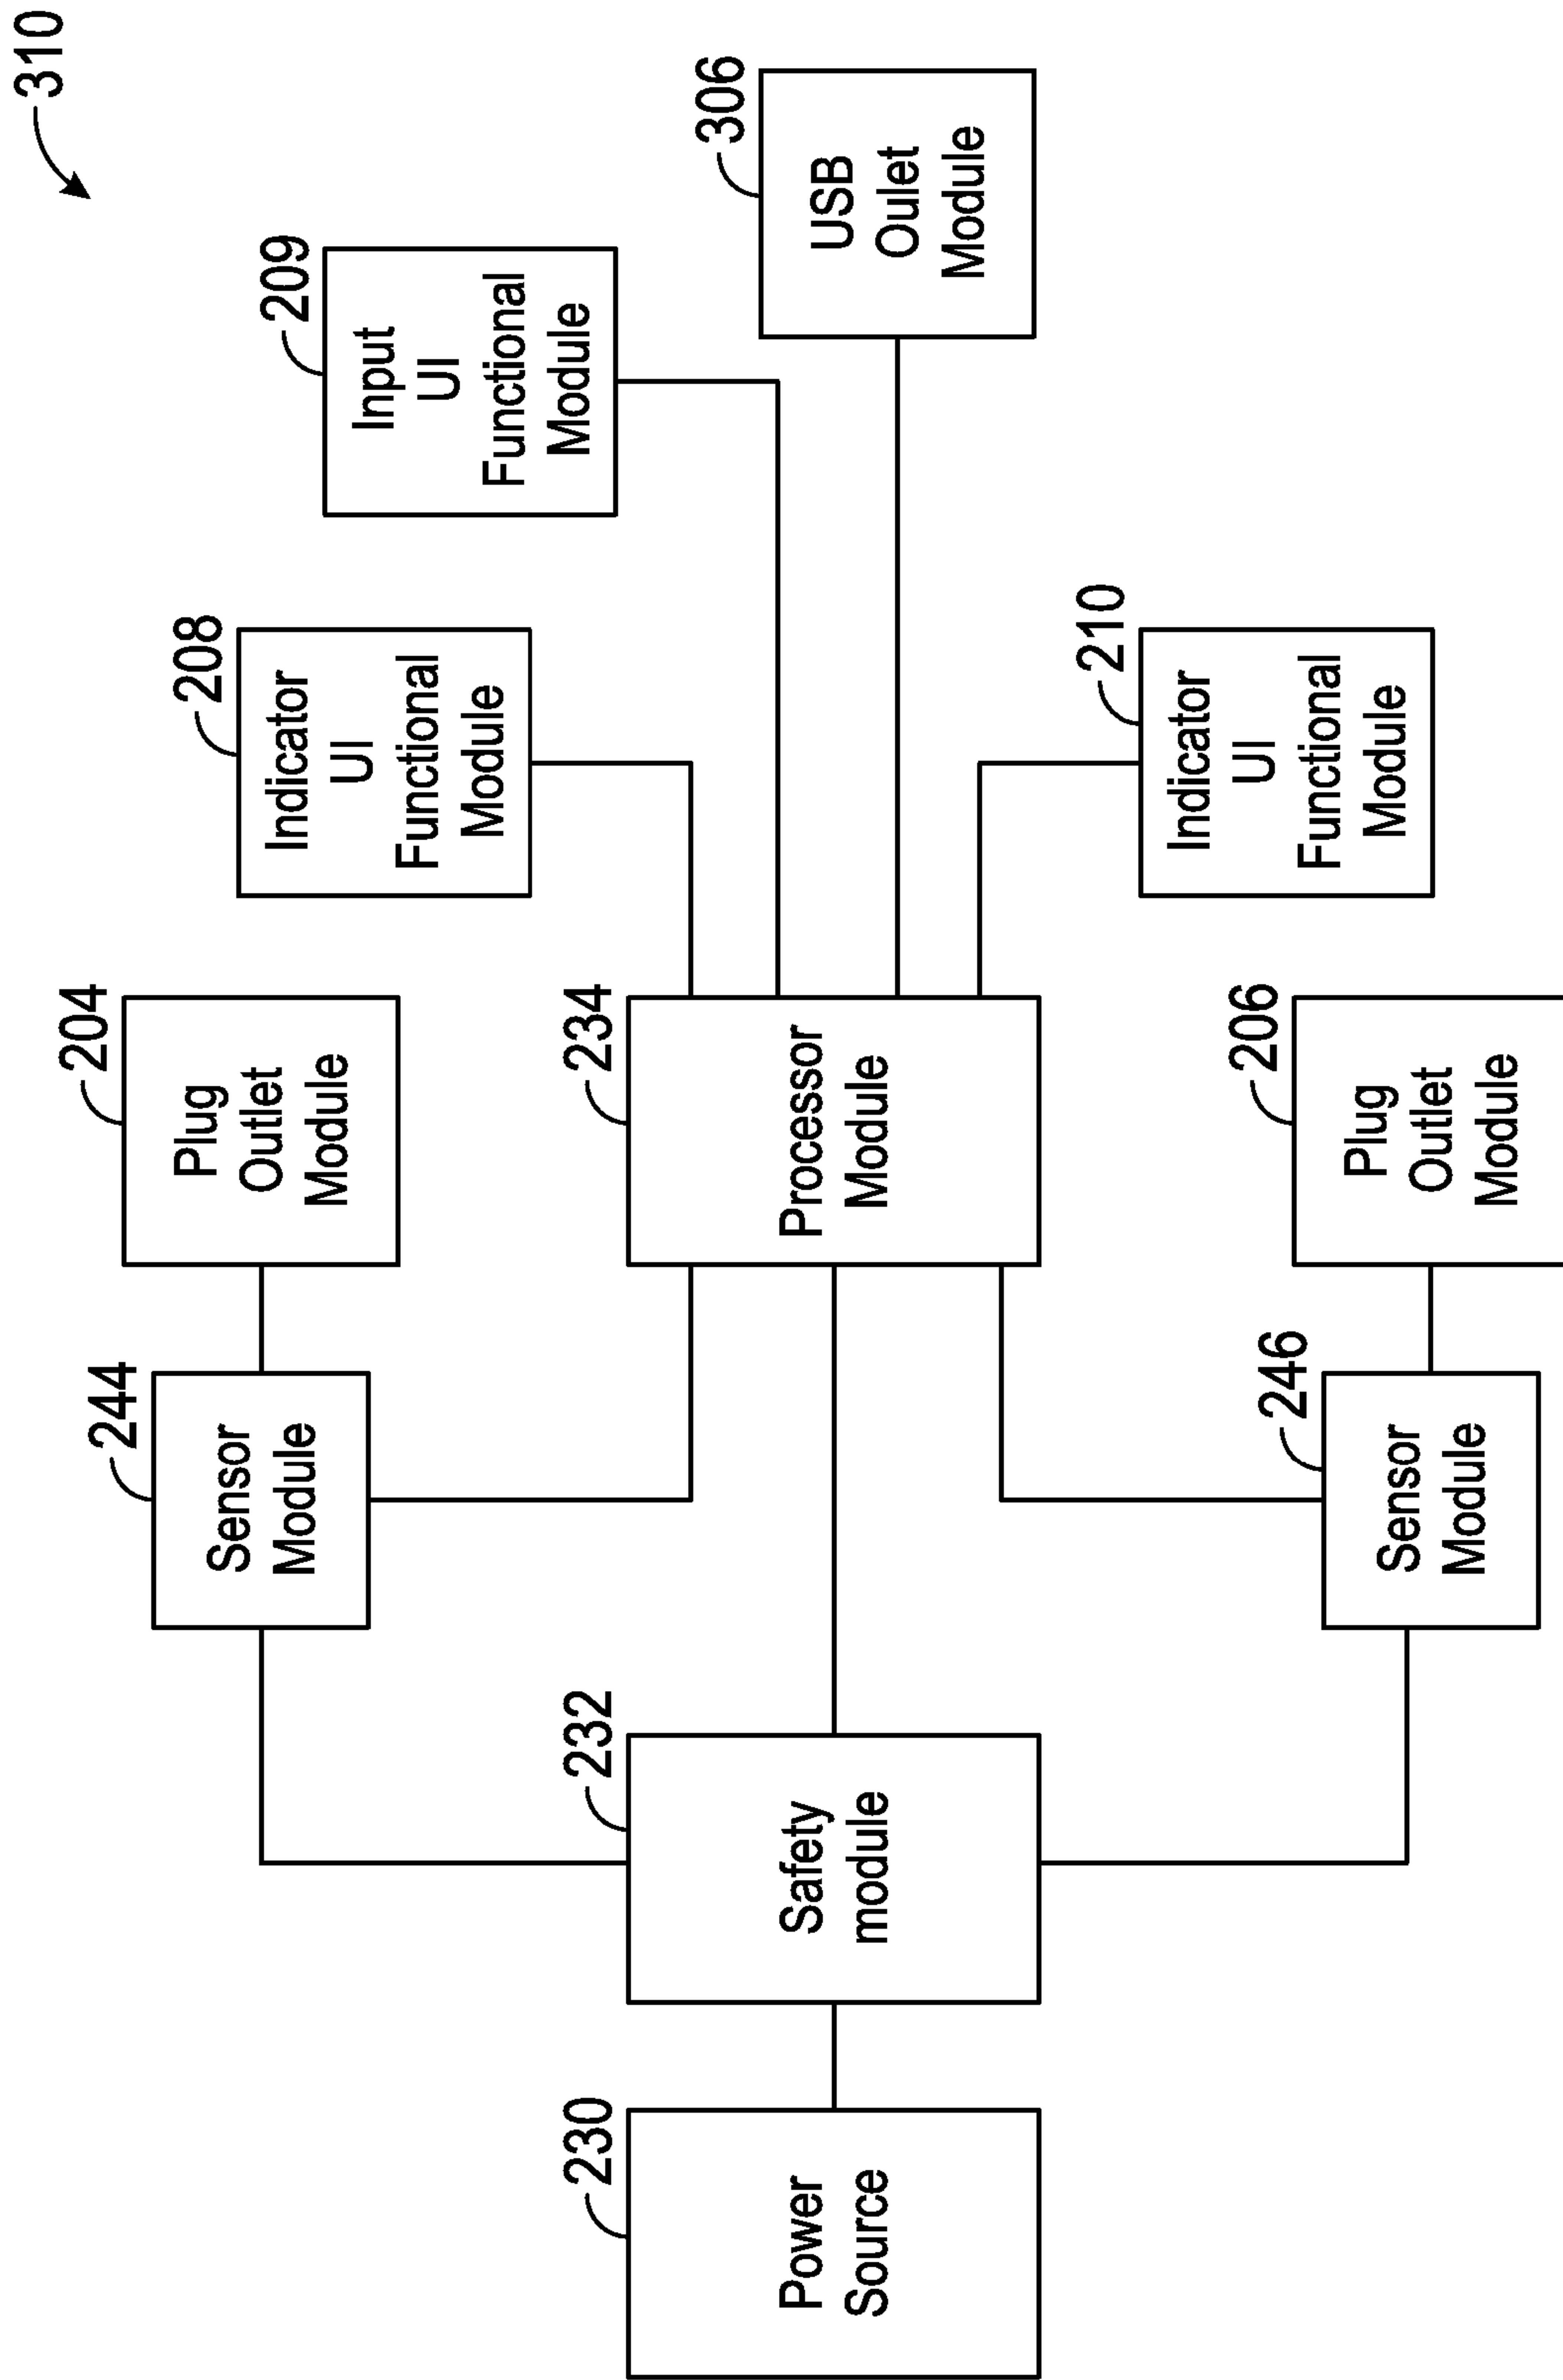 310
204
Plug
Outlet
Module
244
Sensor
Module
208
Indicator
UI
Functional
Module
209
Input
UI
Functional
Module
230
Power
Source
232
Safety
module
234
Processor
Module
306
USB
Oulet
Module
246
Sensor
Module
206
Plug
Outlet
Module
210
Indicator
UI
Functional
Module